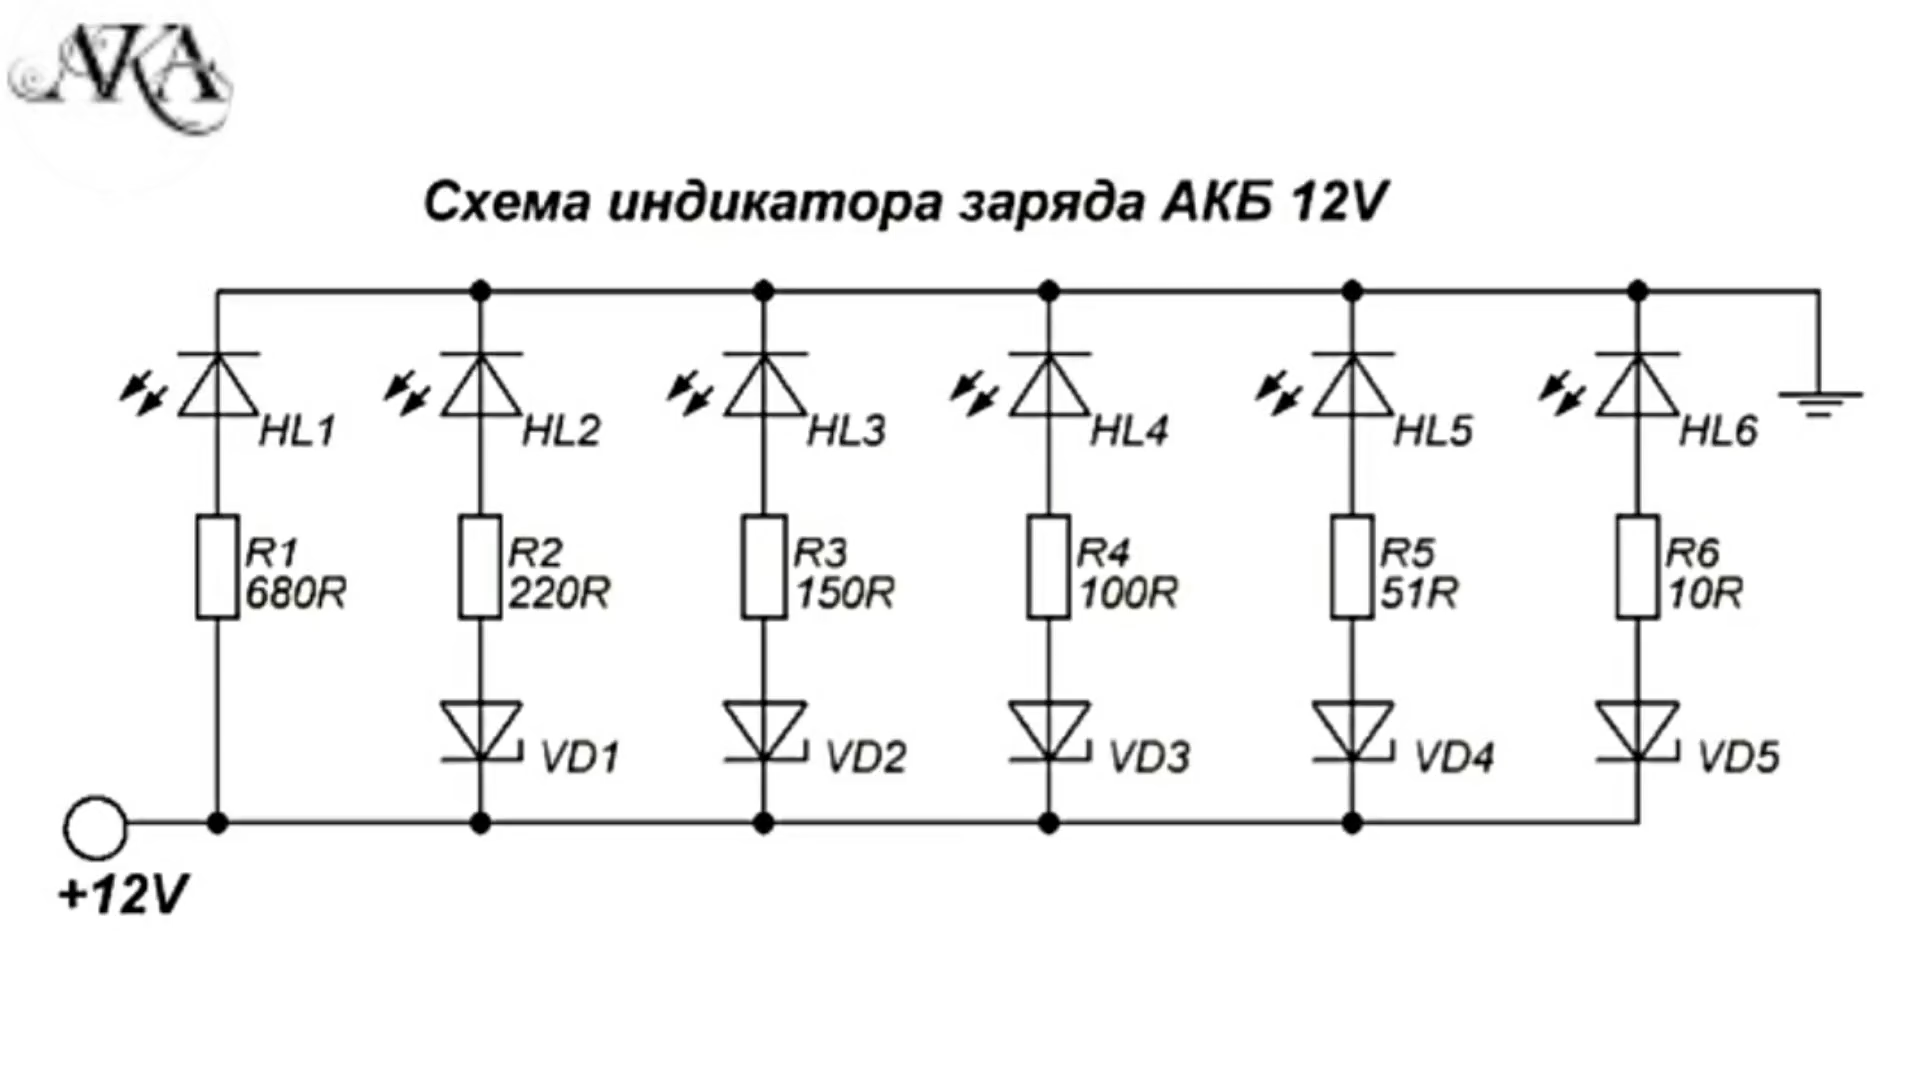 АКА
Схема индикатора заряда АКБ 12V
HL1
HL2
HL3
HL4
HL5
HL6
R1
680R
R2
220R
R3
150R
R4
100R
R5
51R
R6
10R
VD1
VD2
VD3
VD4
VD5
+12V